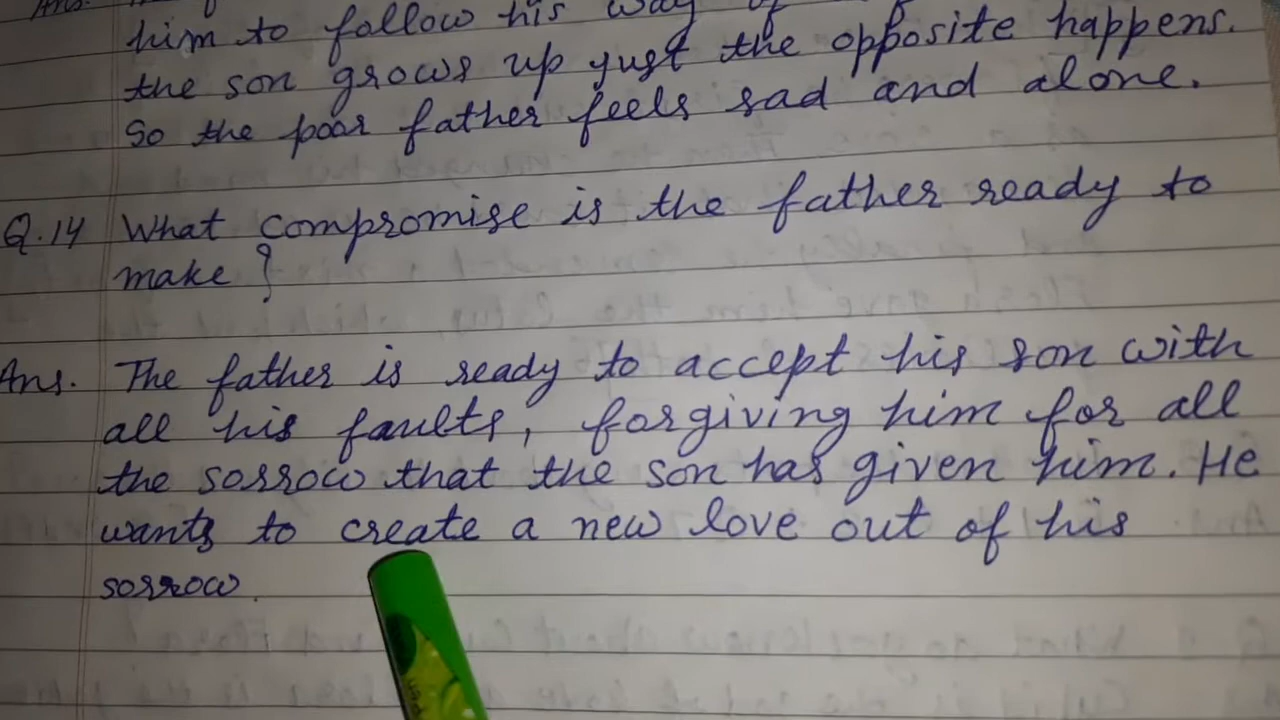 Ans.
him to follow his way of
the son grows up just the opposite happens.
So the poor father feels sad and alone.
Q.14 What compromise is the father ready to
make?
Ans. The father is ready to accept his son with
all his faults, forgiving him for all
the sorrow that the son has given him. He
wants to create a new love out of his
sorrow.